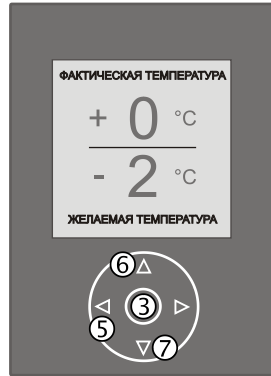 ФАКТИЧЕСКАЯ ТЕМПЕРАТУРА
+ 0 °C
- 2 °C
ЖЕЛАЕМАЯ ТЕМПЕРАТУРА
6
3
5
7